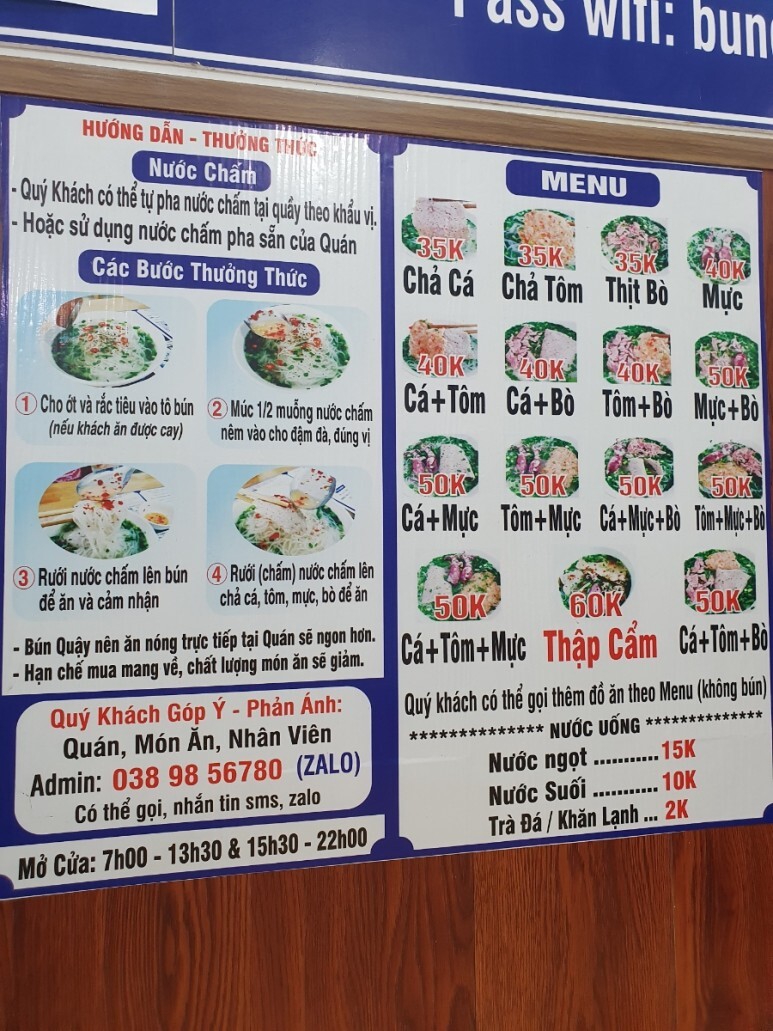 Pass wifi:
HƯỚNG DẪN - THƯỞNG THỨC
Nước Chấm
- Quý Khách có thể tự pha nước chấm tại quầy theo khẩu vị.
- Hoặc sử dụng nước chấm pha sẵn của Quán
Các Bước Thưởng Thức
1 Cho ớt và rắc tiêu vào tô bún
(nếu khách ăn được cay)
2 Múc 1/2 muỗng nước chấm
nêm vào cho đậm đà, đúng vị
3 Rưới nước chấm lên bún
để ăn và cảm nhận
4 Rưới (chấm) nước chấm lên
chả cá, tôm, mực, bò để ăn
- Bún Quậy nên ăn nóng trực tiếp tại Quán sẽ ngon hơn.
- Hạn chế mua mang về, chất lượng món ăn sẽ giảm.
Quý Khách Góp Ý - Phản Ánh:
Quán, Món Ăn, Nhân Viên
Admin: 038 98 56780 (ZALO)
Có thể gọi, nhắn tin sms, zalo
Mở Cửa: 7h00 - 13h30 & 15h30 - 22h00
MENU
35K 35K 35K 40K
Chả Cá Chả Tôm Thịt Bò Mực
40K 40K 40K 50K
Cá+Tôm Cá+Bò Tôm+Bò Mực+Bò
50K 50K 50K 50K
Cá+Mực Tôm+Mực Cá+Mực+Bò Tôm+Mực+Bò
50K 60K 50K
Cá+Tôm+Mực Thập Cẩm Cá+Tôm+Bò
Quý khách có thể gọi thêm đồ ăn theo Menu (không bún)
************** NƯỚC UỐNG *************
Nước ngọt ...........15K
Nước Suối ........... 10K
Trà Đá / Khăn Lạnh ... 2K